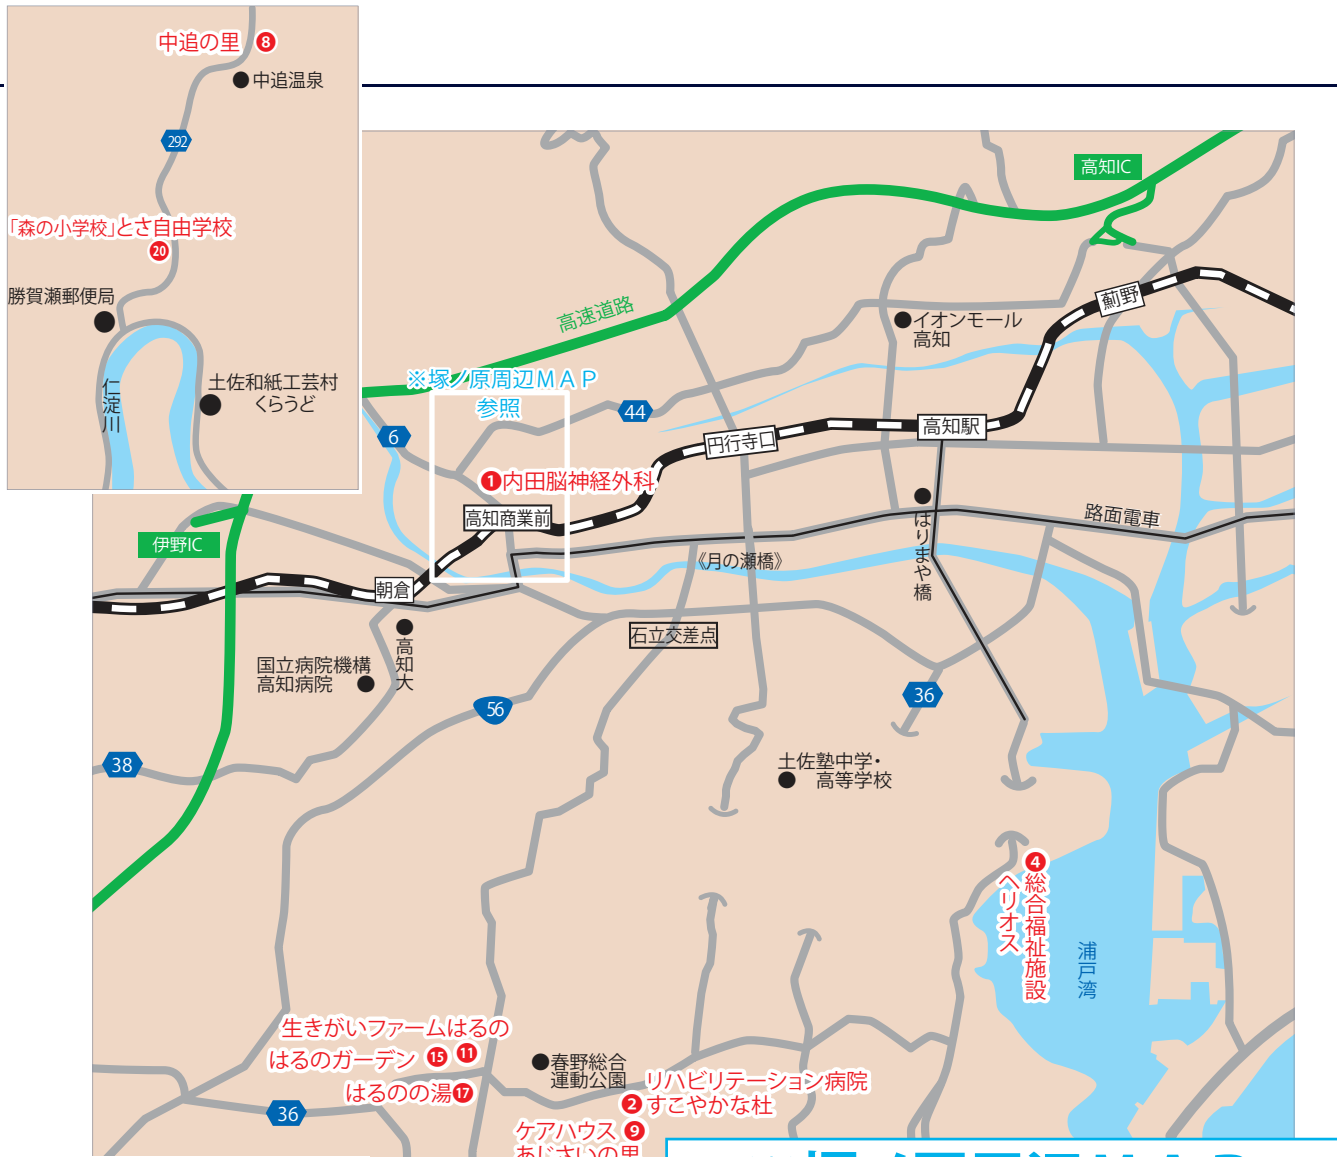 中追の里 8
中追温泉
292
「森の小学校」とさ自由学校
20
勝賀瀬郵便局
仁淀川
土佐和紙工芸村
くらうど
高知IC
高速道路
薊野
イオンモール
高知
※塚ノ原周辺MAP
参照
44
6
円行寺口
高知駅
1 内田脳神経外科
高知商業前
はりまや橋
路面電車
伊野IC
《月の瀬橋》
朝倉
石立交差点
高知大
国立病院機構
高知病院
56
36
38
土佐塾中学・
高等学校
4 総合福祉施設
ヘリオス
浦戸湾
生きがいファームはるの
はるのガーデン 15 11
はるのの湯 17
春野総合
運動公園
リハビリテーション病院
2 すこやかな杜
36
ケアハウス 9
あじさいの里